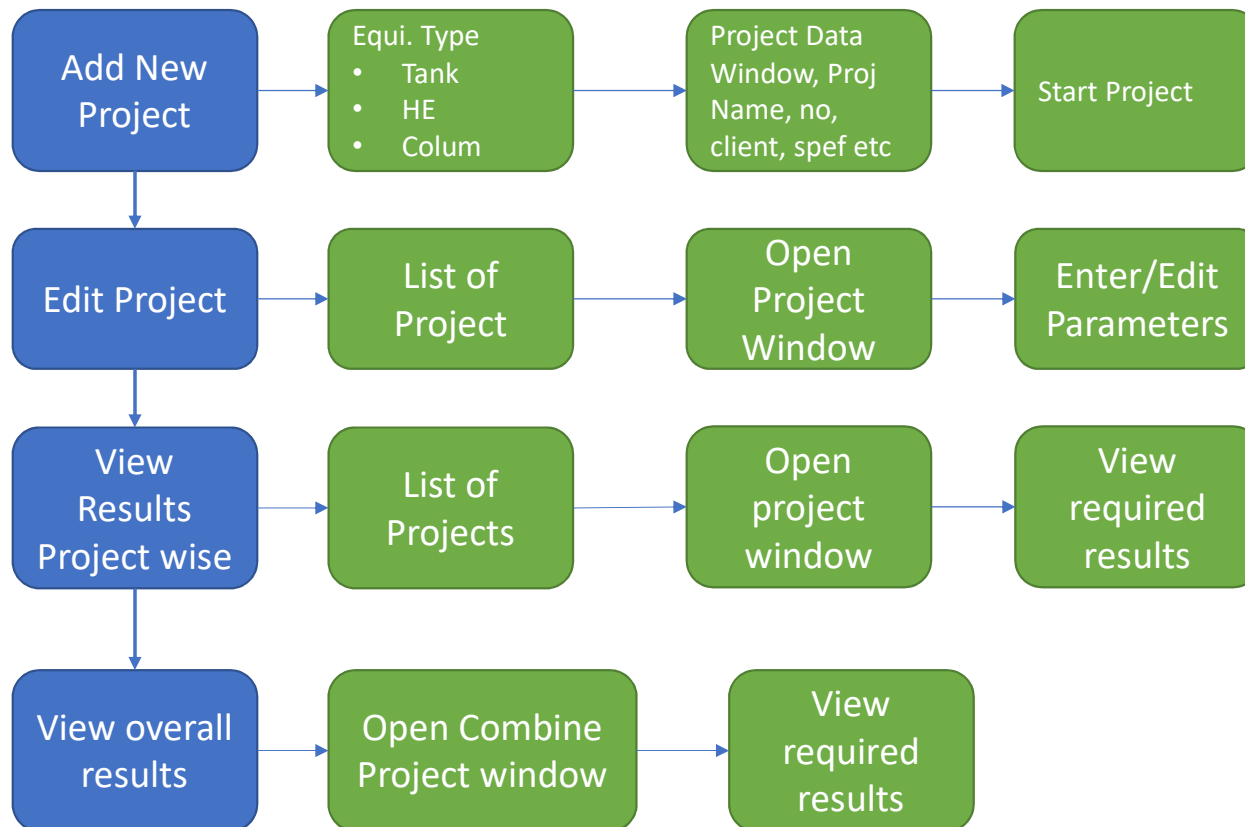 Add New
Project
Equi. Type
• Tank
• HE
• Colum
Project Data
Window, Proj
Name, no,
client, spef etc
Start Project
Edit Project
List of
Project
Open
Project
Window
Enter/Edit
Parameters
View
Results
Project wise
List of
Projects
Open
project
window
View
required
results
View overall
results
Open Combine
Project window
View
required
results